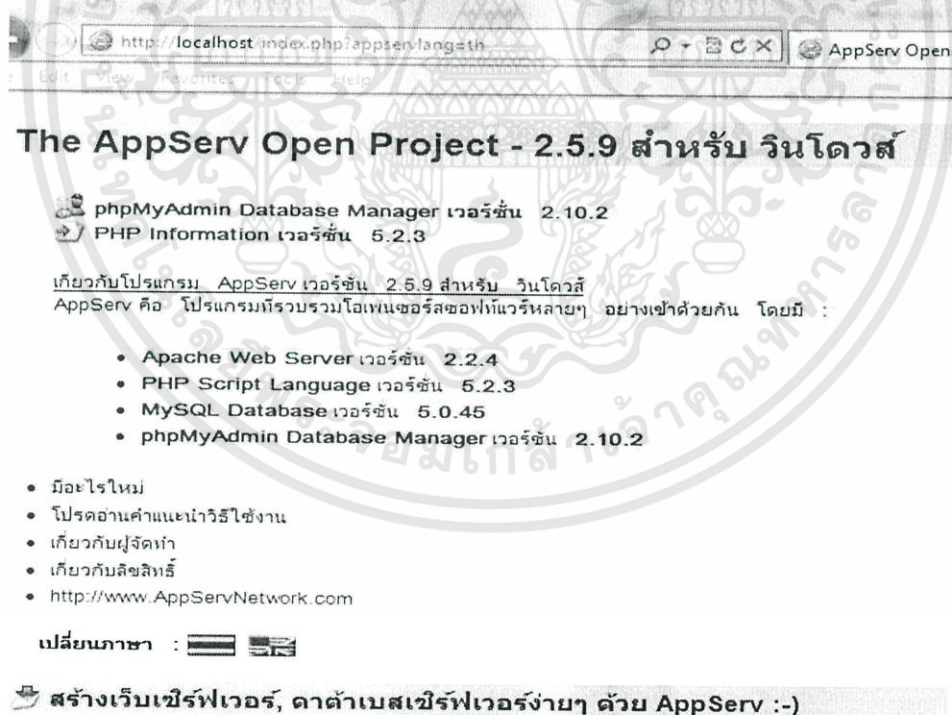 http://localhost/index.php?appservlang=th
AppServ Open
Edit View Favorites Tools Help
The AppServ Open Project - 2.5.9 สำหรับ วินโดวส์
phpMyAdmin Database Manager เวอร์ชั่น 2.10.2
PHP Information เวอร์ชั่น 5.2.3
เกี่ยวกับโปรแกรม AppServ เวอร์ชั่น 2.5.9 สำหรับ วินโดวส์
AppServ คือ โปรแกรมที่รวบรวมโอเพนซอร์สซอฟท์แวร์หลายๆ อย่างเข้าด้วยกัน โดยมี :
• Apache Web Server เวอร์ชั่น 2.2.4
• PHP Script Language เวอร์ชั่น 5.2.3
• MySQL Database เวอร์ชั่น 5.0.45
• phpMyAdmin Database Manager เวอร์ชั่น 2.10.2
• มีอะไรใหม่
• โปรดอ่านคำแนะนำวิธีใช้งาน
• เกี่ยวกับผู้จัดทำ
• เกี่ยวกับลิขสิทธิ์
• http://www.AppServNetwork.com
เปลี่ยนภาษา :
สร้างเว็บเซิร์ฟเวอร์, ดาต้าเบสเซิร์ฟเวอร์ง่ายๆ ด้วย AppServ :-)